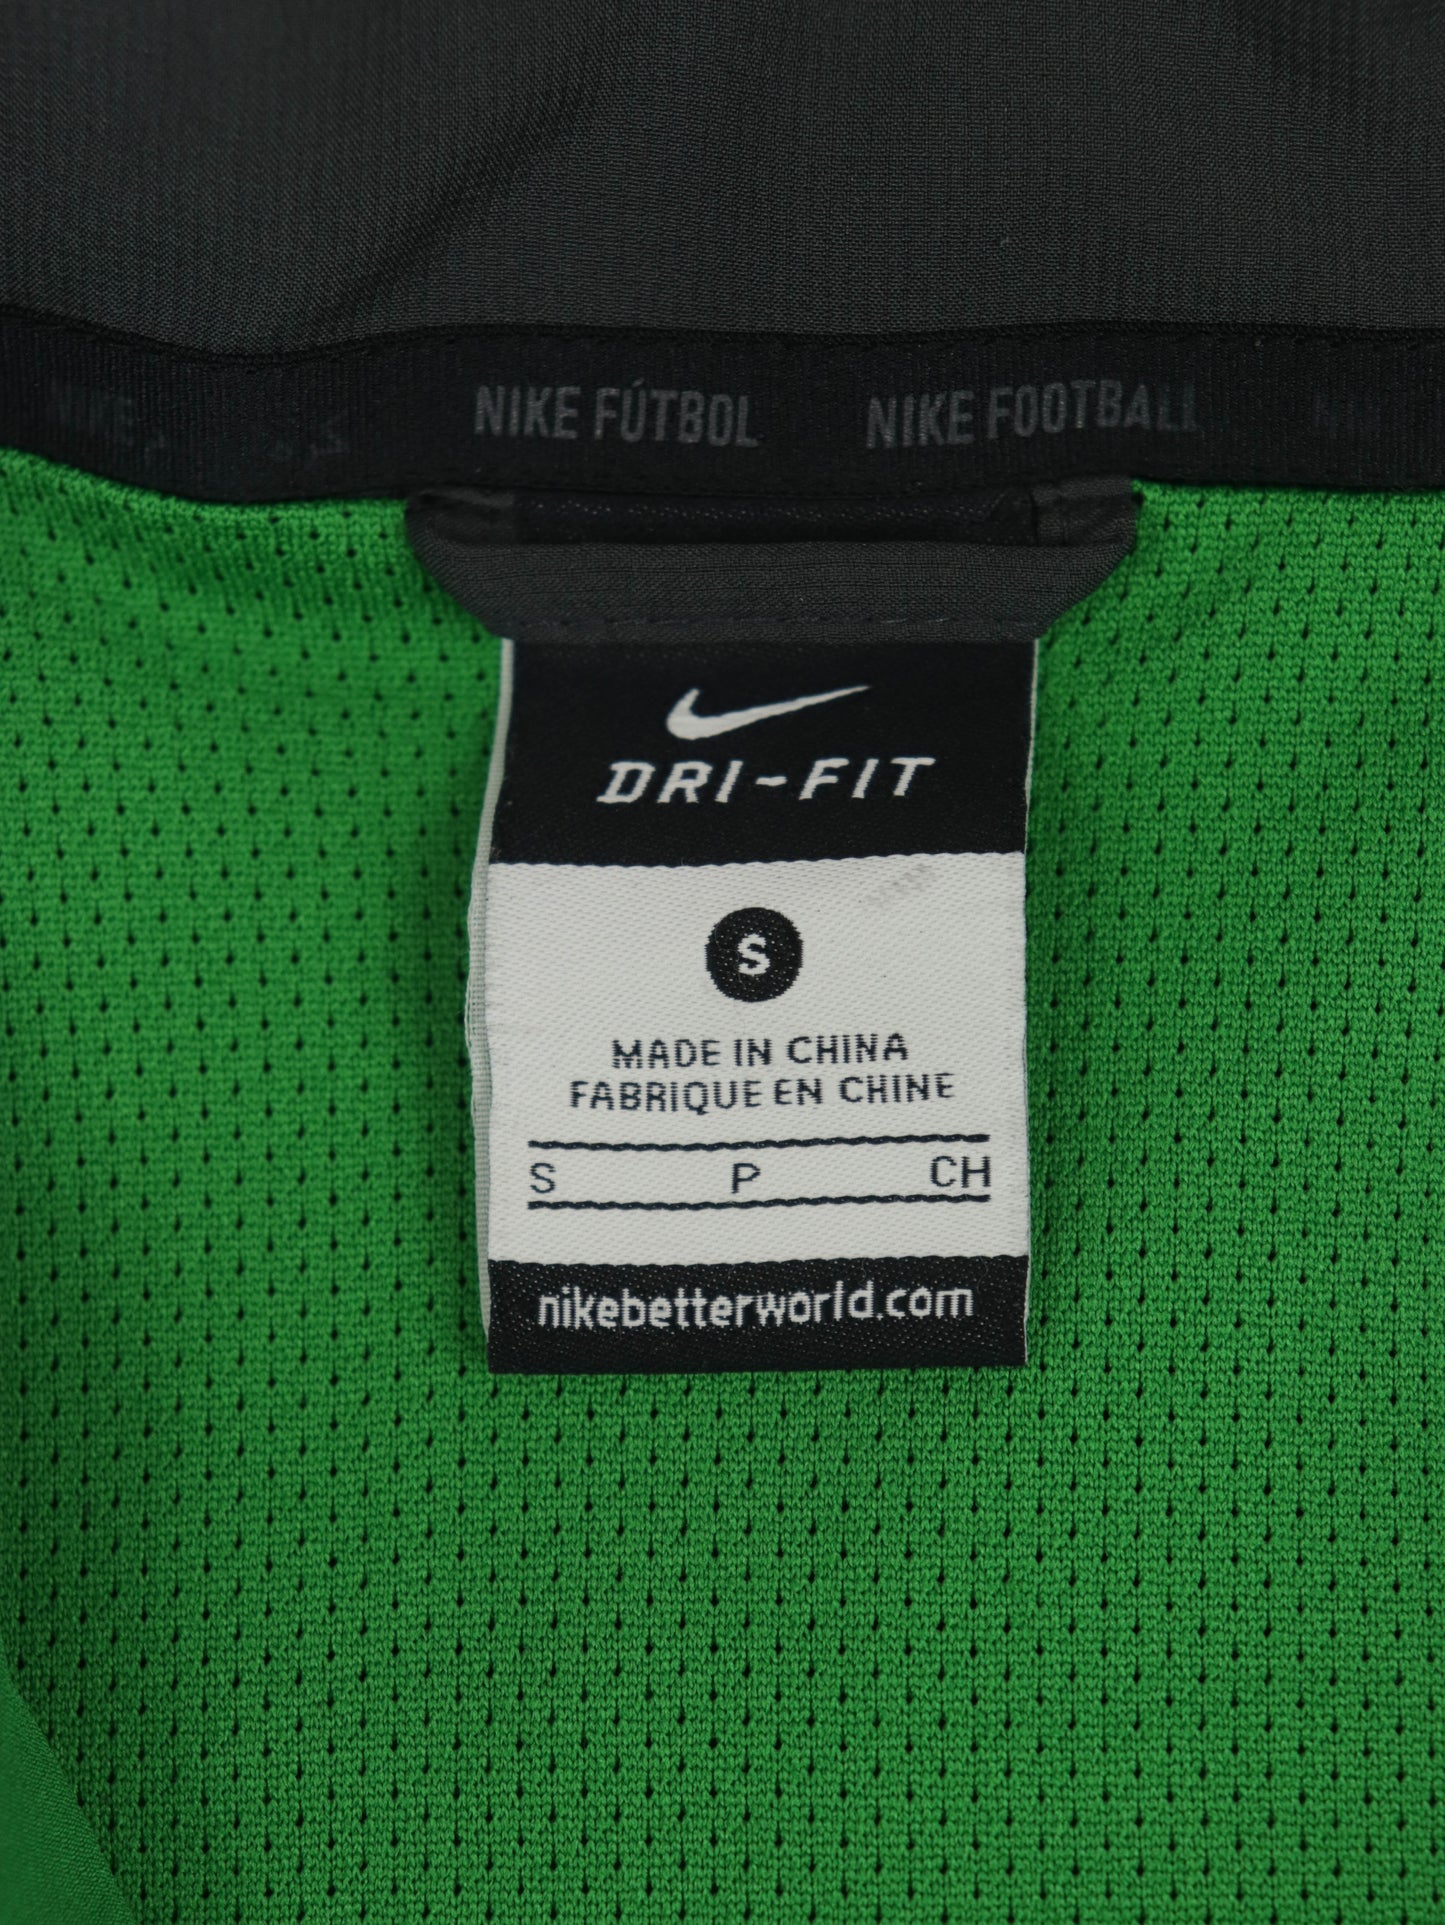 NIKE FÚTBOL NIKE FOOTBALL
DRI-FIT
S
MADE IN CHINA
FABRIQUE EN CHINE
S P CH
nikebetterworld.com